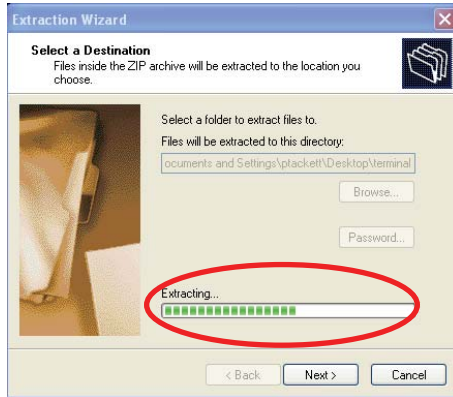 Extraction Wizard
Select a Destination
Files inside the ZIP archive will be extracted to the location you
choose.
Select a folder to extract files to.
Files will be extracted to this directory:
ocuments and Settings\ptackett\Desktop\terminal
Browse...
Password...
Extracting...
< Back
Next >
Cancel